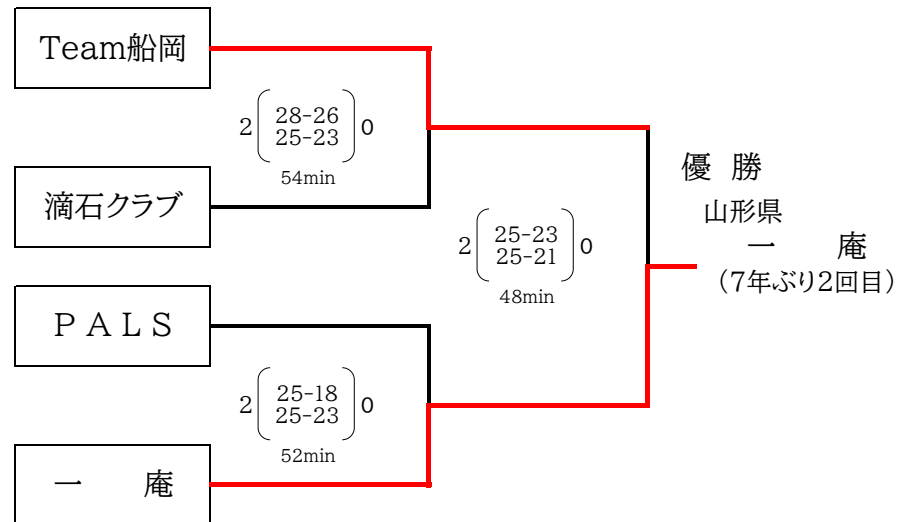 Team船岡
2 28-26 0
25-23
54min
滴石クラブ
優 勝
山形県
一 庵
(7年ぶり2回目)
2 25-23 0
25-21
48min
PALS
2 25-18 0
25-23
52min
一 庵